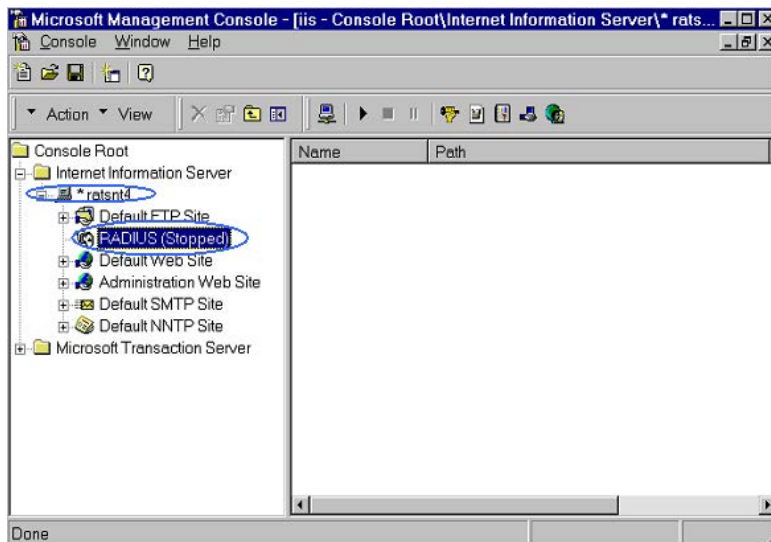 Microsoft Management Console - [iis - Console Root\Internet Information Server\* rats...
Console Window Help
Action View
Console Root
Internet Information Server
* ratsnt4
Default FTP Site
RADIUS (Stopped)
Default Web Site
Administration Web Site
Default SMTP Site
Default NNTP Site
Microsoft Transaction Server
Name Path
Done